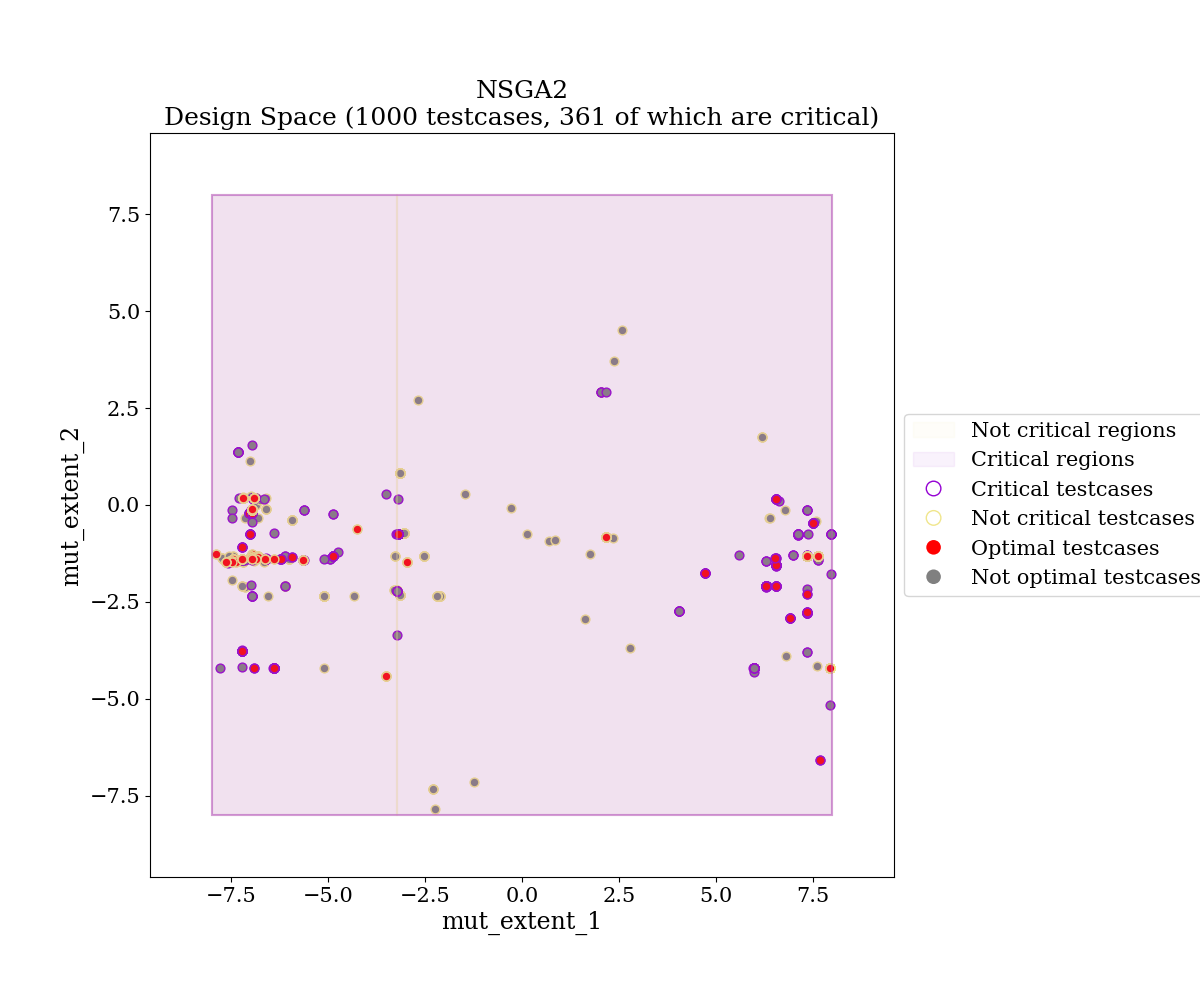 NSGA2
Design Space (1000 testcases, 361 of which are critical)
7.5
5.0
2.5
0.0
−2.5
−5.0
−7.5
mut_extent_2
−7.5 −5.0 −2.5 0.0 2.5 5.0 7.5
mut_extent_1
Not critical regions
Critical regions
Critical testcases
Not critical testcases
Optimal testcases
Not optimal testcases